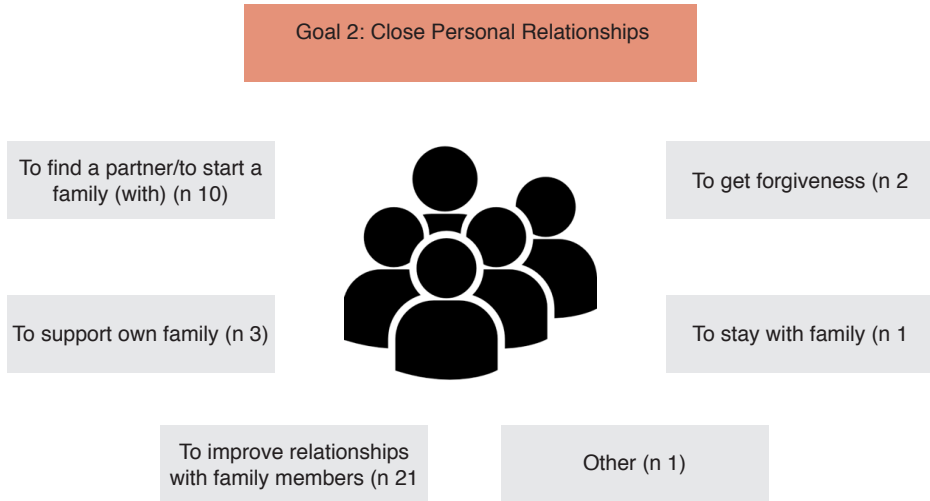 Goal 2: Close Personal Relationships
To find a partner/to start a
family (with) (n 10)
To get forgiveness (n 2
To support own family (n 3)
To stay with family (n 1
To improve relationships
with family members (n 21
Other (n 1)